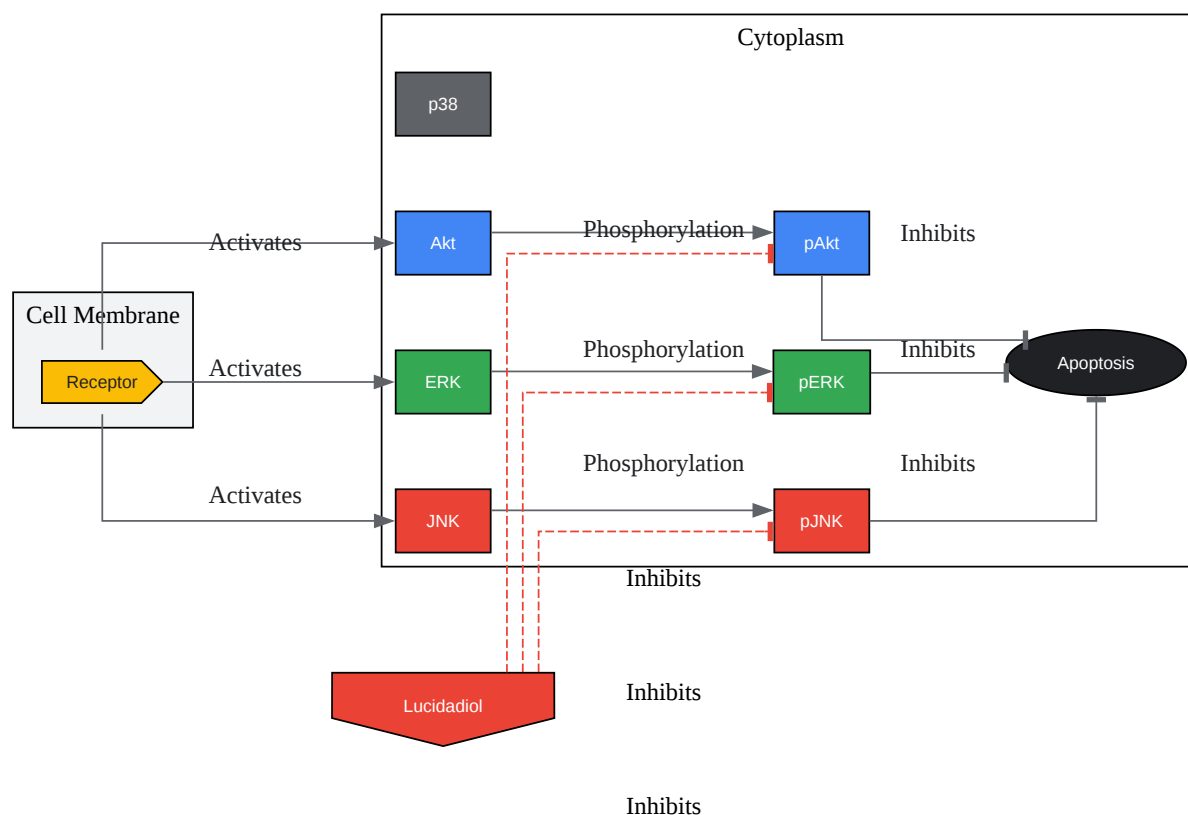 Cytoplasm
p38
Activates
Akt
Phosphorylation
pAkt
Inhibits
Cell Membrane
Receptor
Activates
ERK
Phosphorylation
pERK
Inhibits
Apoptosis
Activates
JNK
Phosphorylation
pJNK
Inhibits
Inhibits
Lucidadiol
Inhibits
Inhibits